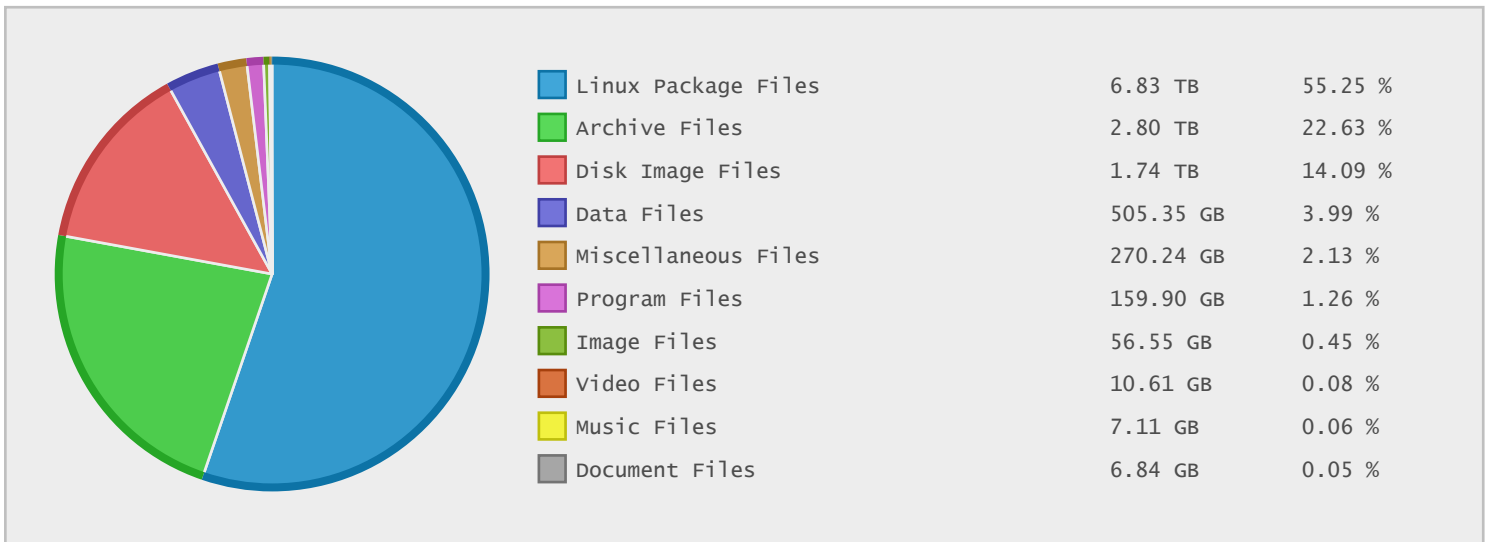 Linux Package Files 6.83 TB 55.25 %
Archive Files 2.80 TB 22.63 %
Disk Image Files 1.74 TB 14.09 %
Data Files 505.35 GB 3.99 %
Miscellaneous Files 270.24 GB 2.13 %
Program Files 159.90 GB 1.26 %
Image Files 56.55 GB 0.45 %
Video Files 10.61 GB 0.08 %
Music Files 7.11 GB 0.06 %
Document Files 6.84 GB 0.05 %